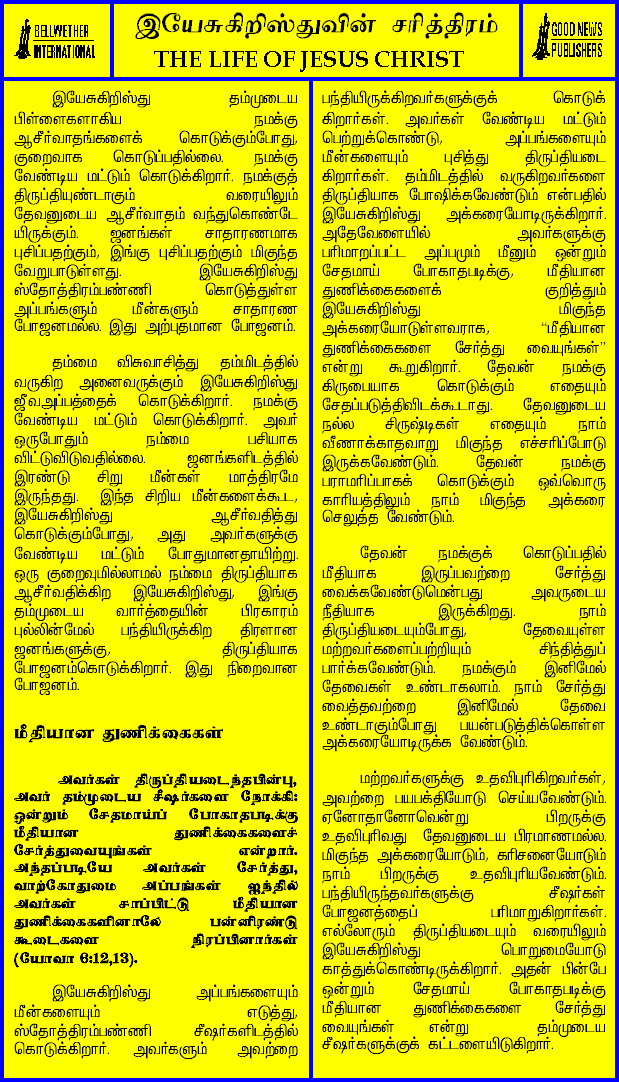 BELLWETHER
INTERNATIONAL
இயேசுகிறிஸ்துவின் சரித்திரம்
THE LIFE OF JESUS CHRIST
GOOD NEWS
PUBLISHERS
இயேசுகிறிஸ்து தம்முடைய
பிள்ளைகளாகிய நமக்கு
ஆசீர்வாதங்களைக் கொடுக்கும்போது,
குறைவாக கொடுப்பதில்லை. நமக்கு
வேண்டிய மட்டும் கொடுக்கிறார். நமக்குத்
திருப்தியுண்டாகும் வரையிலும்
தேவனுடைய ஆசீர்வாதம் வந்துகொண்டே
யிருக்கும். ஜனங்கள் சாதாரணமாக
புசிப்பதற்கும், இங்கு புசிப்பதற்கும் மிகுந்த
வேறுபாடுள்ளது. இயேசுகிறிஸ்து
ஸ்தோத்திரம்பண்ணி கொடுத்துள்ள
அப்பங்களும் மீன்களும் சாதாரண
போஜனமல்ல. இது அற்புதமான போஜனம்.
தம்மை விசுவாசித்து தம்மிடத்தில்
வருகிற அனைவருக்கும் இயேசுகிறிஸ்து
ஜீவஅப்பத்தைக் கொடுக்கிறார். நமக்கு
வேண்டிய மட்டும் கொடுக்கிறார். அவர்
ஒருபோதும் நம்மை பசியாக
விட்டுவிடுவதில்லை. ஜனங்களிடத்தில்
இரண்டு சிறு மீன்கள் மாத்திரமே
இருந்தது. இந்த சிறிய மீன்களைக்கூட,
இயேசுகிறிஸ்து ஆசீர்வதித்து
கொடுக்கும்போது, அது அவர்களுக்கு
வேண்டிய மட்டும் போதுமானதாயிற்று.
ஒரு குறைவுமில்லாமல் நம்மை திருப்தியாக
ஆசீர்வதிக்கிற இயேசுகிறிஸ்து, இங்கு
தம்முடைய வார்த்தையின் பிரகாரம்
புல்லின்மேல் பந்தியிருக்கிற திரளான
ஜனங்களுக்கு, திருப்தியாக
போஜனம்கொடுக்கிறார். இது நிறைவான
போஜனம்.
மீதியான துணிக்கைகள்
அவர்கள் திருப்தியடைந்தபின்பு,
அவர் தம்முடைய சீஷர்களை நோக்கி:
ஒன்றும் சேதமாய்ப் போகாதபடிக்கு
மீதியான துணிக்கைகளைச்
சேர்த்துவையுங்கள் என்றார்.
அந்தப்படியே அவர்கள் சேர்த்து,
வாற்கோதுமை அப்பங்கள் ஐந்தில்
அவர்கள் சாப்பிட்டு மீதியான
துணிக்கைகளினாலே பன்னிரண்டு
கூடைகளை நிரப்பினார்கள்
(யோவா 6:12,13).
இயேசுகிறிஸ்து அப்பங்களையும்
மீன்களையும் எடுத்து,
ஸ்தோத்திரம்பண்ணி சீஷர்களிடத்தில்
கொடுக்கிறார். அவர்களும் அவற்றை
பந்தியிருக்கிறவர்களுக்குக் கொடுக்
கிறார்கள். அவர்கள் வேண்டிய மட்டும்
பெற்றுக்கொண்டு, அப்பங்களையும்
மீன்களையும் புசித்து திருப்தியடை
கிறார்கள். தம்மிடத்தில் வருகிறவர்களை
திருப்தியாக போஷிக்கவேண்டும் என்பதில்
இயேசுகிறிஸ்து அக்கரையோடிருக்கிறார்.
அதேவேளையில் அவர்களுக்கு
பரிமாறப்பட்ட அப்பமும் மீனும் ஒன்றும்
சேதமாய் போகாதபடிக்கு, மீதியான
துணிக்கைகளைக் குறித்தும்
இயேசுகிறிஸ்து மிகுந்த
அக்கரையோடுள்ளவராக, “மீதியான
துணிக்கைகளை சேர்த்து வையுங்கள்”
என்று கூறுகிறார். தேவன் நமக்கு
கிருபையாக கொடுக்கும் எதையும்
சேதப்படுத்திவிடக்கூடாது. தேவனுடைய
நல்ல சிருஷ்டிகள் எதையும் நாம்
வீணாக்காதவாறு மிகுந்த எச்சரிப்போடு
இருக்கவேண்டும். தேவன் நமக்கு
பராமரிப்பாகக் கொடுக்கும் ஒவ்வொரு
காரியத்திலும் நாம் மிகுந்த அக்கரை
செலுத்த வேண்டும்.
தேவன் நமக்குக் கொடுப்பதில்
மீதியாக இருப்பவற்றை சேர்த்து
வைக்கவேண்டுமென்பது அவருடைய
நீதியாக இருக்கிறது. நாம்
திருப்தியடையும்போது, தேவையுள்ள
மற்றவர்களைப்பற்றியும் சிந்தித்துப்
பார்க்கவேண்டும். நமக்கும் இனிமேல்
தேவைகள் உண்டாகலாம். நாம் சேர்த்து
வைத்தவற்றை இனிமேல் தேவை
உண்டாகும்போது பயன்படுத்திக்கொள்ள
அக்கரையோடிருக்க வேண்டும்.
மற்றவர்களுக்கு உதவிபுரிகிறவர்கள்,
அவற்றை பயபக்தியோடு செய்யவேண்டும்.
ஏனோதானோவென்று பிறருக்கு
உதவிபுரிவது தேவனுடைய பிரமாணமல்ல.
மிகுந்த அக்கரையோடும், கரிசனையோடும்
நாம் பிறருக்கு உதவிபுரியவேண்டும்.
பந்தியிருந்தவர்களுக்கு சீஷர்கள்
போஜனத்தைப் பரிமாறுகிறார்கள்.
எல்லோரும் திருப்தியடையும் வரையிலும்
இயேசுகிறிஸ்து பொறுமையோடு
காத்துக்கொண்டிருக்கிறார். அதன் பின்பே
ஒன்றும் சேதமாய் போகாதபடிக்கு
மீதியான துணிக்கைகளை சேர்த்து
வையுங்கள் என்று தம்முடைய
சீஷர்களுக்குக் கட்டளையிடுகிறார்.